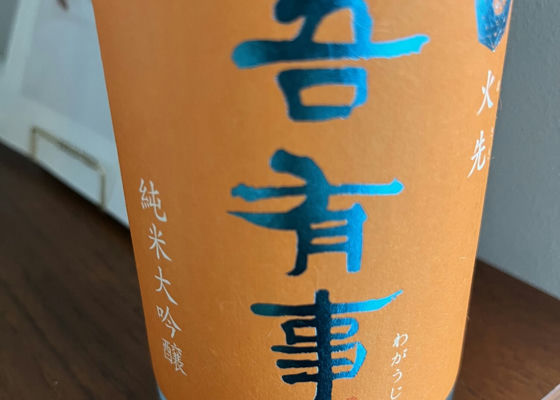 火先
吾有事
わがうじ
純米大吟醸